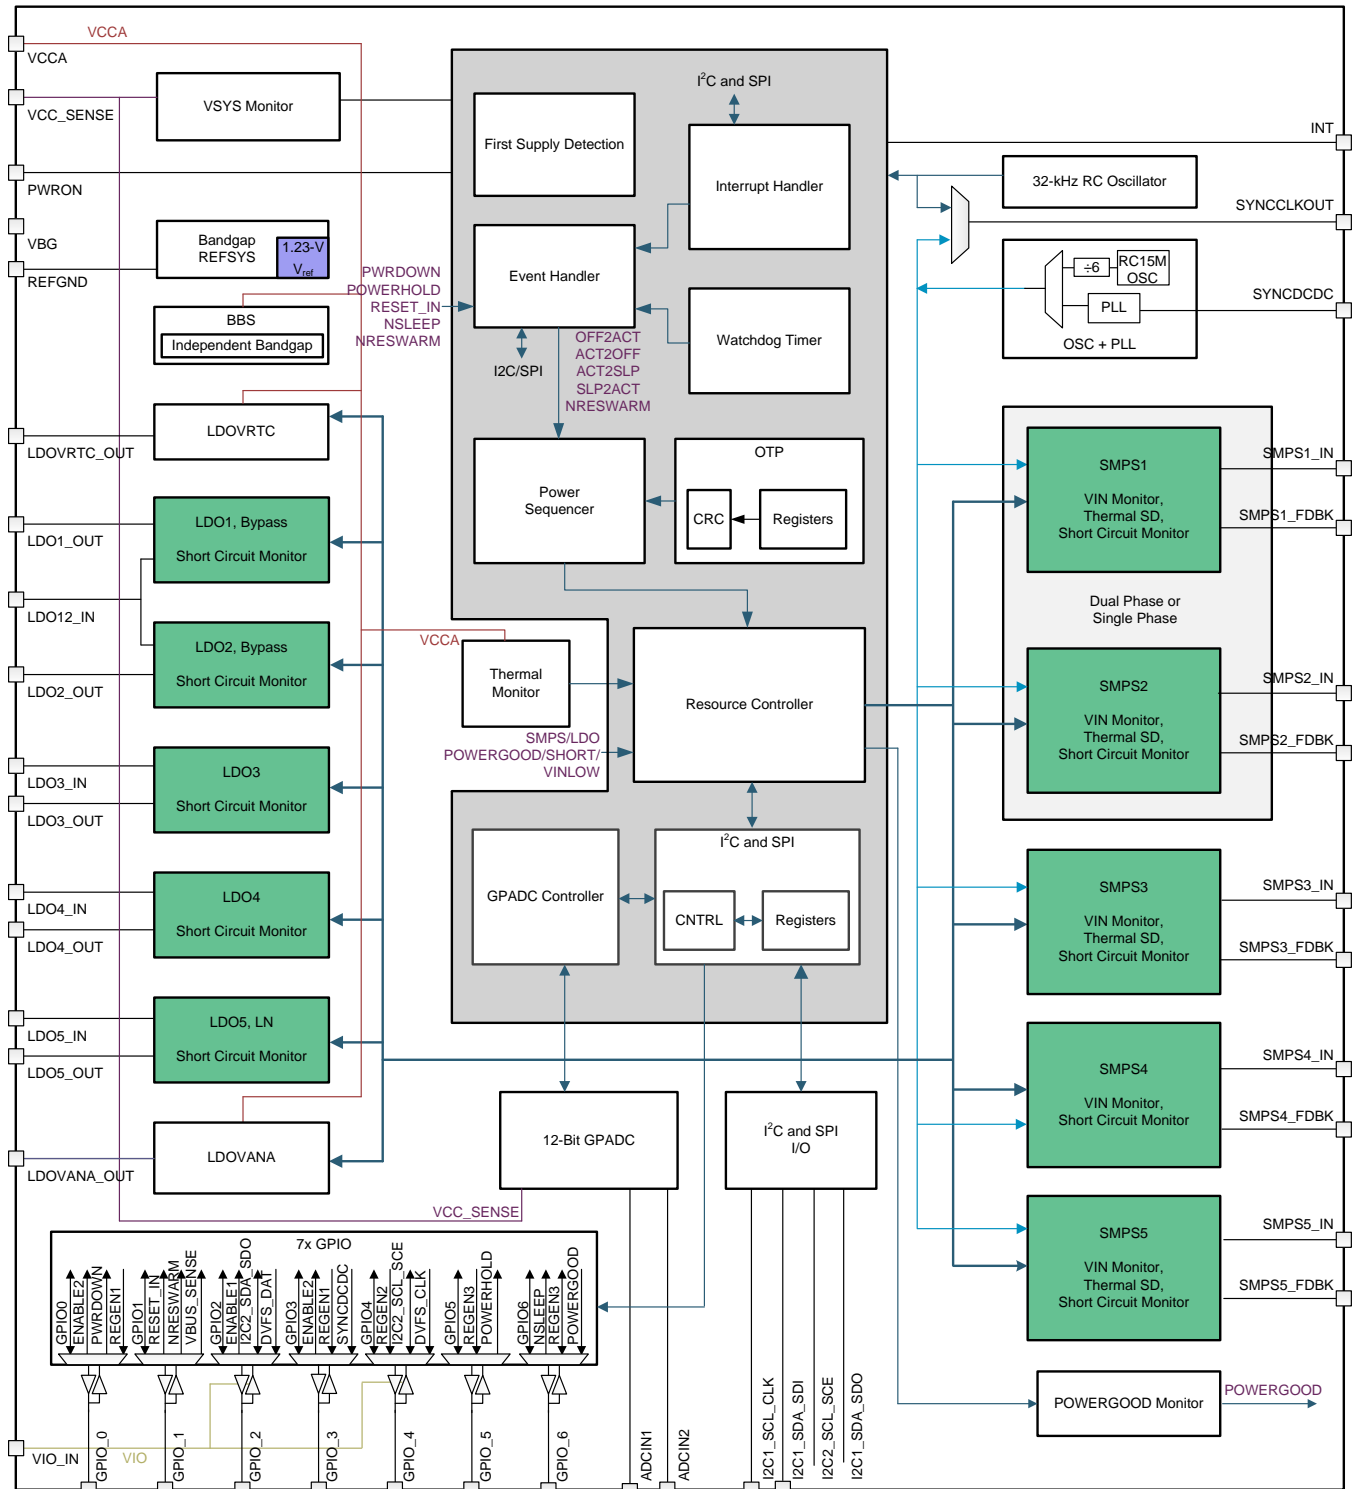 VCCA
VCCA
VCC_SENSE
VSYS Monitor
PWRON
VBG
REFGND
Bandgap
REFSYS
1.23-V
Vref
BBS
Independent Bandgap
PWRDOWN
POWERHOLD
RESET_IN
NSLEEP
NRESWARM
LDOVRTC
LDOVRTC_OUT
LDO1, Bypass
Short Circuit Monitor
LDO1_OUT
LDO12_IN
LDO2, Bypass
Short Circuit Monitor
LDO2_OUT
LDO3
Short Circuit Monitor
LDO3_IN
LDO3_OUT
LDO4
Short Circuit Monitor
LDO4_IN
LDO4_OUT
LDO5, LN
Short Circuit Monitor
LDO5_IN
LDO5_OUT
LDOVANA
LDOVANA_OUT
First Supply Detection
I2C and SPI
Interrupt Handler
Event Handler
I2C/SPI
OFF2ACT
ACT2OFF
ACT2SLP
SLP2ACT
NRESWARM
Watchdog Timer
Power
Sequencer
OTP
CRC
Registers
VCCA
Thermal
Monitor
SMPS/LDO
POWERGOOD/SHORT/
VINLOW
Resource Controller
GPADC Controller
I2C and SPI
CNTRL
Registers
12-Bit GPADC
I2C and SPI
I/O
VCC_SENSE
INT
32-kHz RC Oscillator
SYNCCLKOUT
÷6
RC15M
OSC
PLL
OSC + PLL
SYNCDCDC
SMPS1
VIN Monitor,
Thermal SD,
Short Circuit Monitor
SMPS1_IN
SMPS1_FDBK
Dual Phase or
Single Phase
SMPS2
VIN Monitor,
Thermal SD,
Short Circuit Monitor
SMPS2_IN
SMPS2_FDBK
SMPS3
VIN Monitor,
Thermal SD,
Short Circuit Monitor
SMPS3_IN
SMPS3_FDBK
SMPS4
VIN Monitor,
Short Circuit Monitor
SMPS4_IN
SMPS4_FDBK
SMPS5
VIN Monitor,
Thermal SD,
Short Circuit Monitor
SMPS5_IN
SMPS5_FDBK
POWERGOOD Monitor
POWERGOOD
7x GPIO
GPIO0
ENABLE2
PWRDOWN
REGEN1
GPIO1
RESET_IN
NRESWARM
VBUS_SENSE
GPIO2
ENABLE1
I2C2_SDA_SDO
DVFS_DAT
GPIO3
ENABLE2
REGEN1
SYNCDCDC
GPIO4
REGEN2
I2C2_SCL_SCE
DVFS_CLK
GPIO5
REGEN3
POWERHOLD
GPIO6
NSLEEP
REGEN3
POWERGOOD
VIO_IN
VIO
GPIO_0
GPIO_1
GPIO_2
GPIO_3
GPIO_4
GPIO_5
GPIO_6
ADCIN1
ADCIN2
I2C1_SCL_CLK
I2C1_SDA_SDI
I2C2_SCL_SCE
I2C1_SDA_SDO